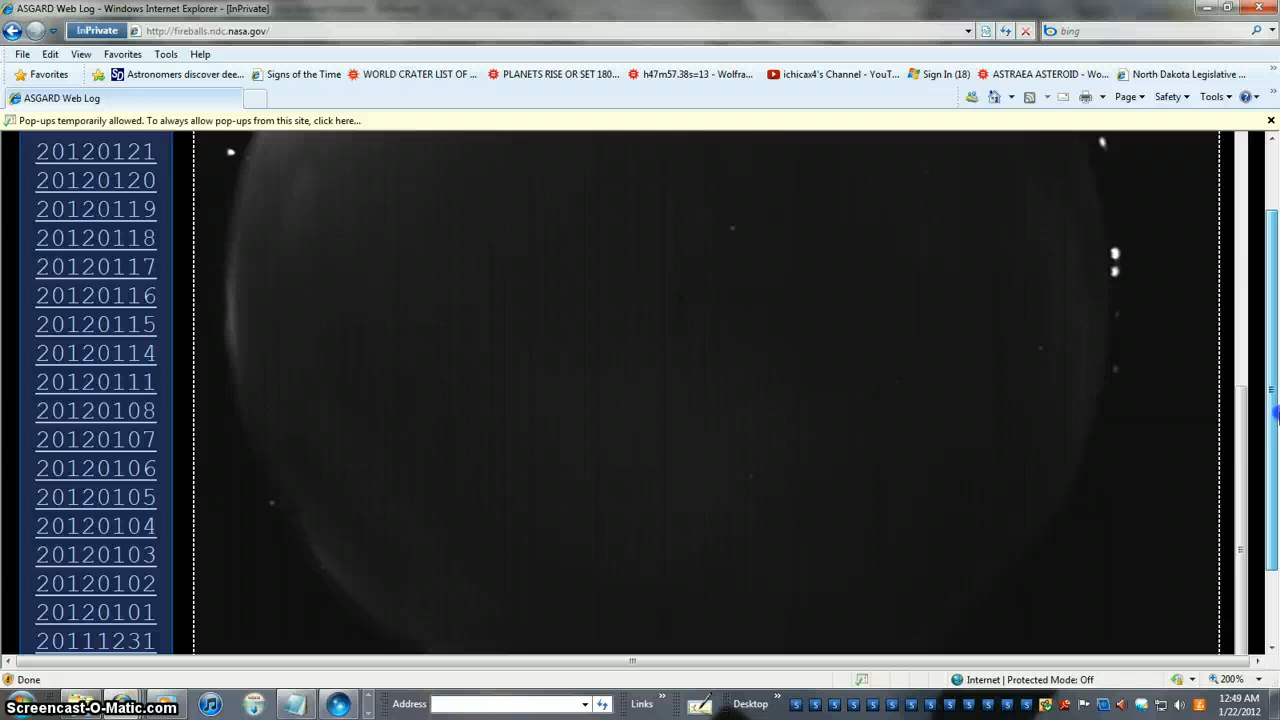 ASGARD Web Log - Windows Internet Explorer - [InPrivate]
InPrivate http://fireballs.ndc.nasa.gov/ bing
File Edit View Favorites Tools Help
Favorites Astronomers discover dee... Signs of the Time WORLD CRATER LIST OF ... PLANETS RISE OR SET 180... h47m57.38s=13 - Wolfra... ichicax4's Channel - YouT... Sign In (18) ASTRAEA ASTEROID - Wo... North Dakota Legislative ...
ASGARD Web Log Page Safety Tools
Pop-ups temporarily allowed. To always allow pop-ups from this site, click here...
20120121
20120120
20120119
20120118
20120117
20120116
20120115
20120114
20120111
20120108
20120107
20120106
20120105
20120104
20120103
20120102
20120101
20111231
Done Internet | Protected Mode: Off 200%
Address Links Desktop 12:49 AM
Screencast-O-Matic.com 1/22/2012